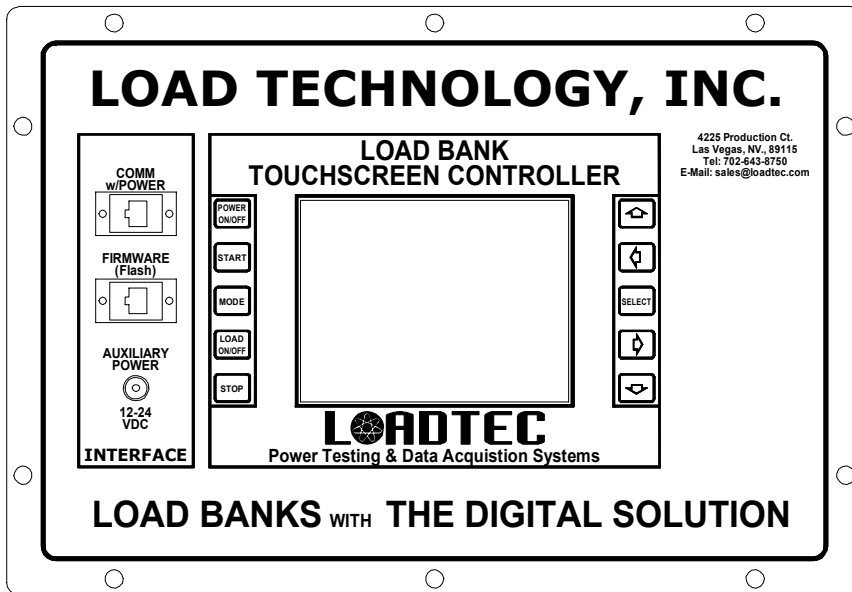 LOAD TECHNOLOGY, INC.
4225 Production Ct.
Las Vegas, NV., 89115
Tel: 702-643-8750
E-Mail: sales@loadtec.com
COMM
w/POWER
FIRMWARE
(Flash)
AUXILIARY
POWER
12-24
VDC
INTERFACE
LOAD BANK
TOUCHSCREEN CONTROLLER
POWER
ON/OFF
START
MODE
LOAD
ON/OFF
STOP
SELECT
LOADTEC
Power Testing & Data Acquistion Systems
LOAD BANKS WITH THE DIGITAL SOLUTION